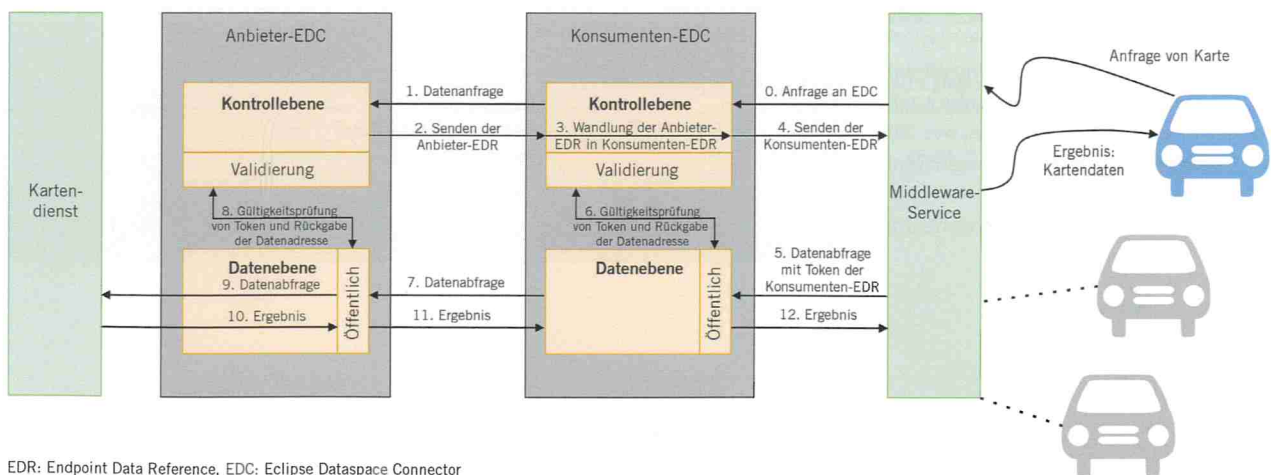 Anbieter-EDC
Konsumenten-EDC
Anfrage von Karte
Kontrollebene
1. Datenanfrage
Kontrollebene
0. Anfrage an EDC
2. Senden der
Anbieter-EDR
3. Wandlung der Anbieter-
EDR in Konsumenten-EDR
4. Senden der
Konsumenten-EDR
Validierung
Validierung
Ergebnis:
Kartendaten
Karten-
dienst
Middleware-
Service
8. Gültigkeitsprüfung
von Token und Rückgabe
der Datenadresse
6. Gültigkeitsprüfung
von Token und Rückgabe
der Datenadresse
Datenebene
Öffentlich
Datenebene
Öffentlich
5. Datenabfrage
mit Token der
Konsumenten-EDR
9. Datenabfrage
7. Datenabfrage
10. Ergebnis
11. Ergebnis
12. Ergebnis
EDR: Endpoint Data Reference, EDC: Eclipse Dataspace Connector